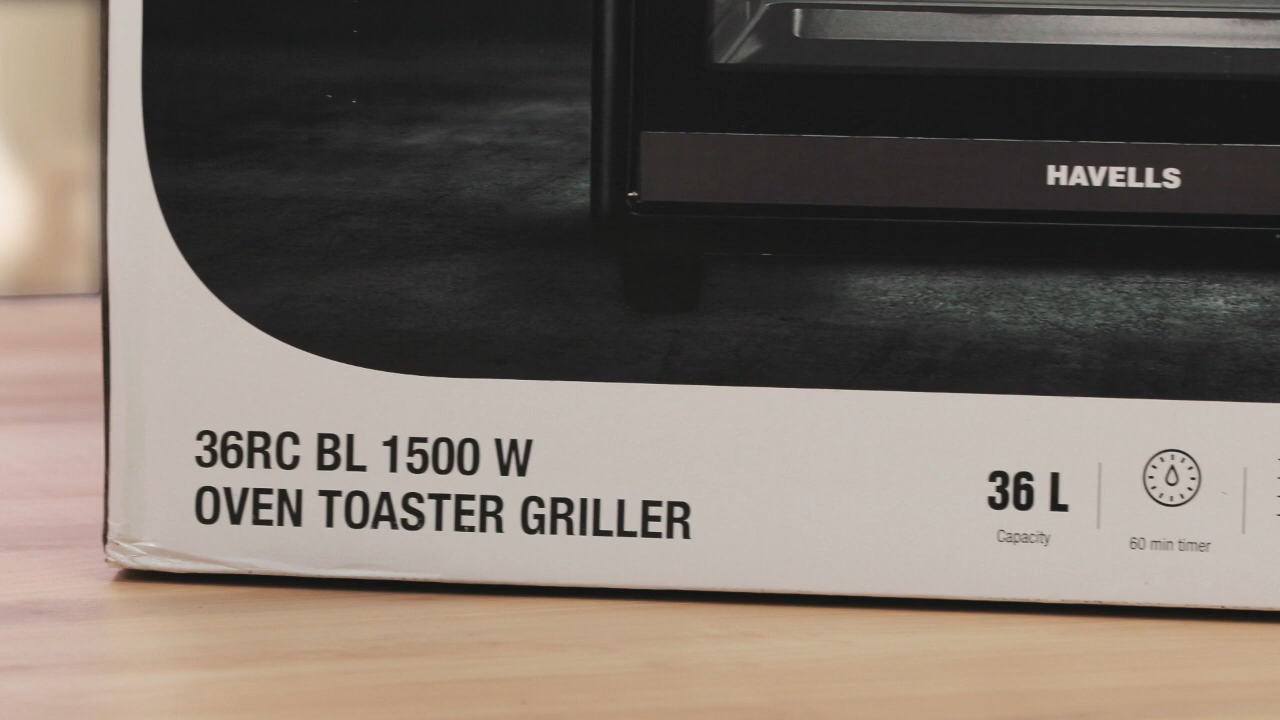 HAVELLS
36RC BL 1500 W
OVEN TOASTER GRILLER
36 L
Capacity
60 min timer